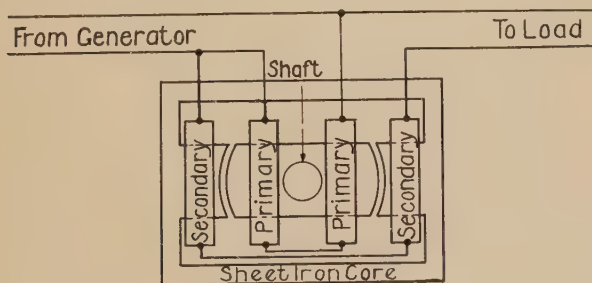 From Generator
To Load
Shaft
Secondary
Primary
Primary
Secondary
Sheet Iron Core